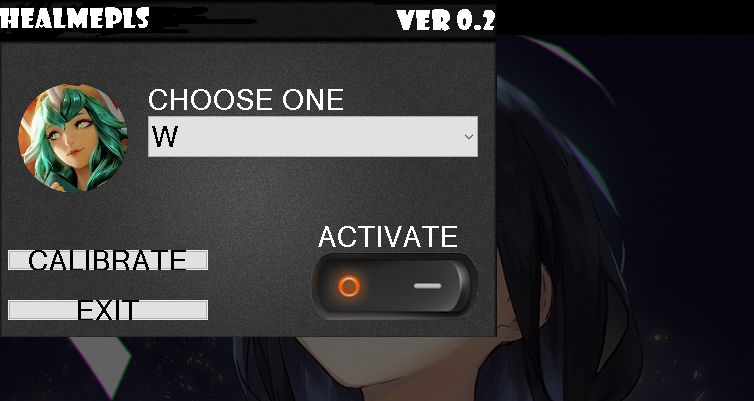 HEALMEPLS
VER 0.2
CHOOSE ONE
W
ACTIVATE
CALIBRATE
EXIT